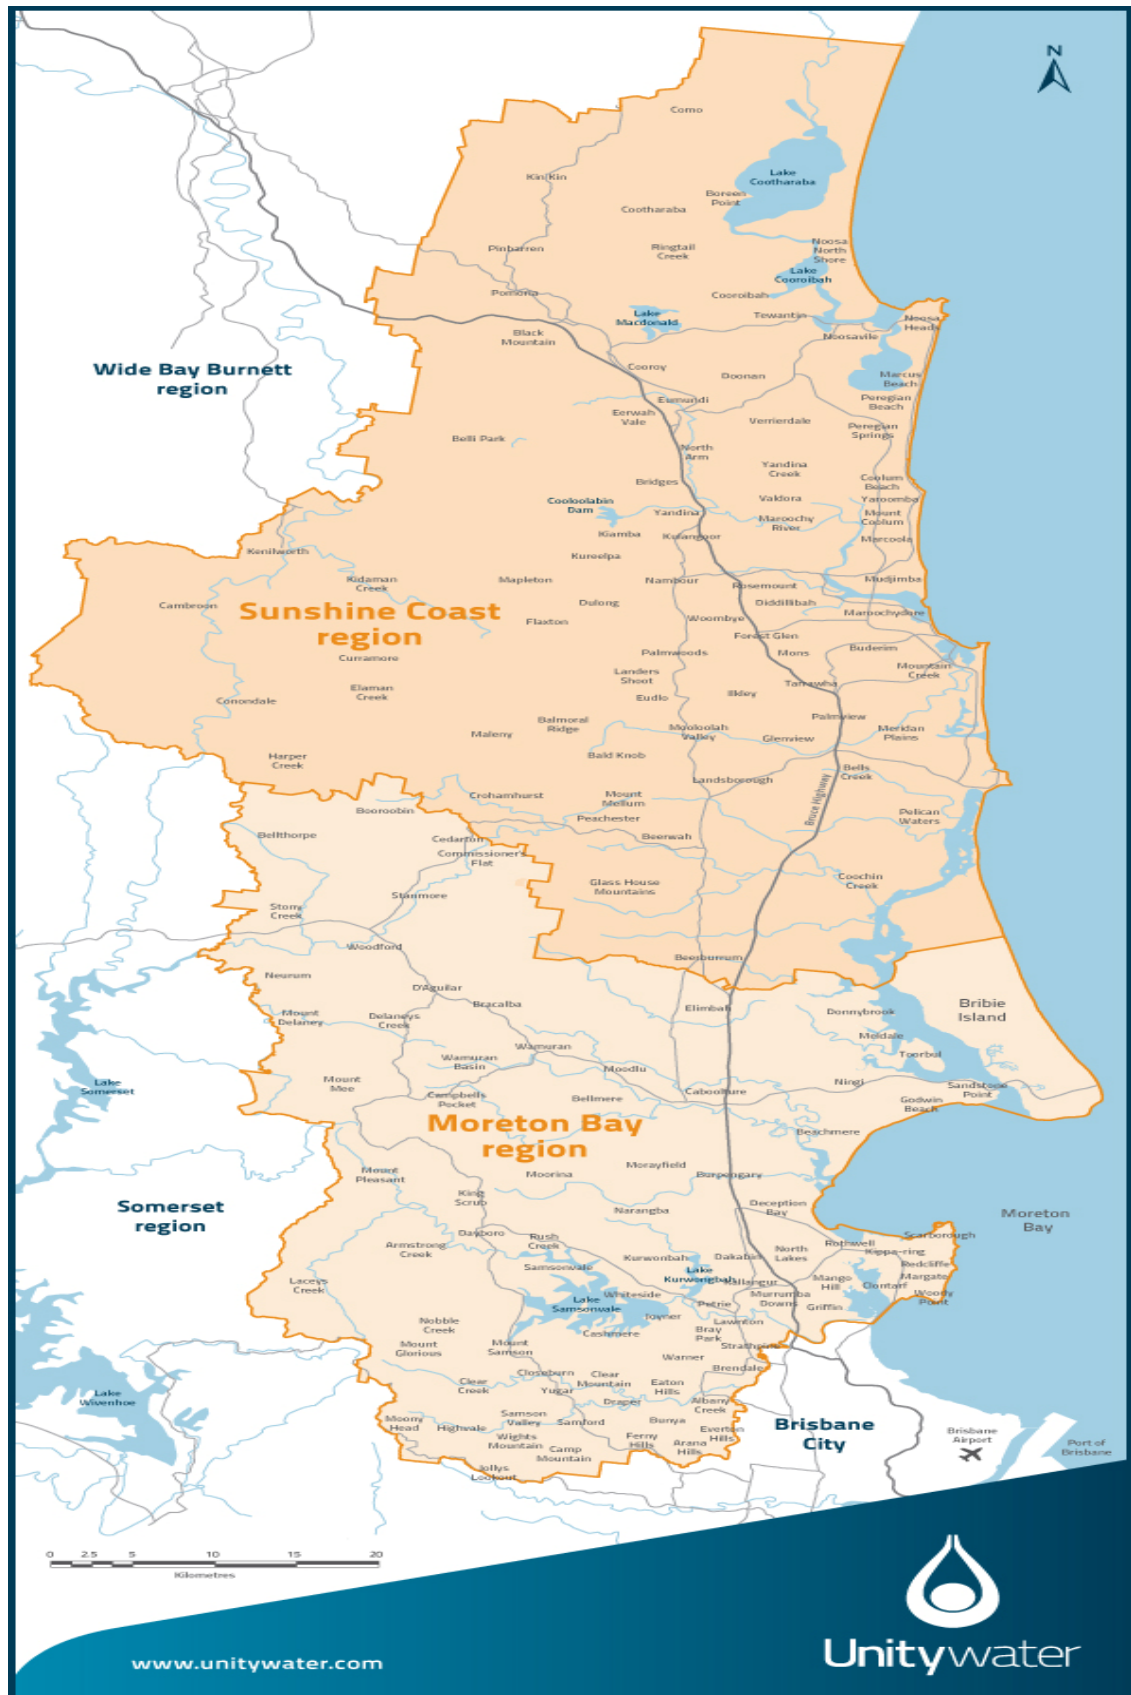 N
Como
Lake
Cootharaba
Kin Kin
Boreen
Point
Cootharaba
Noosa
North
Shore
Pinbarren
Ringtail
Creek
Lake
Cooroibah
Pomona
Cooroibah
Lake
Macdonald
Tewantin
Noosa
Heads
Black
Mountain
Noosaville
Wide Bay Burnett
region
Cooroy
Doonan
Marcus
Beach
Eumundi
Peregian
Beach
Eerwah
Vale
Verrierdale
Peregian
Springs
Belli Park
North
Arm
Yandina
Creek
Bridges
Coolum
Beach
Cooloolabin
Dam
Valdora
Yaroomba
Yandina
Maroochy
River
Mount
Coolum
Kiamba
Kulangoor
Marcoola
Kenilworth
Kureelpa
Kidaman
Creek
Mapleton
Nambour
Rosemount
Mudjimba
Cambroon
Sunshine Coast
region
Dulong
Diddillibah
Maroochydore
Flaxton
Woombye
Forest Glen
Curramore
Palmwoods
Mons
Buderim
Landers
Shoot
Mountain
Creek
Elaman
Creek
Eudlo
Ilkley
Tanawha
Conondale
Balmoral
Ridge
Palmview
Maleny
Mooloolah
Valley
Glenview
Meridan
Plains
Harper
Creek
Bald Knob
Landsborough
Bells
Creek
Bruce Highway
Crohamhurst
Mount
Mellum
Booroobin
Peachester
Pelican
Waters
Bellthorpe
Cedarton
Beerwah
Commissioner's
Flat
Stanmore
Glass House
Mountains
Coochin
Creek
Stony
Creek
Woodford
Beerburrum
Neurum
D'Aguilar
Bracalba
Elimbah
Donnybrook
Bribie
Island
Mount
Delaney
Delaneys
Creek
Meldale
Toorbul
Wamuran
Wamuran
Basin
Moodlu
Lake
Somerset
Mount
Mee
Campbells
Pocket
Bellmere
Caboolture
Ningi
Sandstone
Point
Godwin
Beach
Moreton Bay
region
Beachmere
Mount
Pleasant
Moorina
Morayfield
Burpengary
King
Scrub
Narangba
Deception
Bay
Somerset
region
Moreton
Bay
Dayboro
Rush
Creek
Armstrong
Creek
Samsonvale
Kurwongbah
Dakabin
North
Lakes
Rothwell
Scarborough
Kippa-ring
Redcliffe
Lake
Kurwongbah
Kallangur
Mango
Hill
Clontarf
Margate
Woody
Point
Laceys
Creek
Lake
Samsonvale
Whiteside
Petrie
Murrumba
Downs
Griffin
Joyner
Lawnton
Nobble
Creek
Cashmere
Bray
Park
Strathpine
Mount
Glorious
Mount
Samson
Warner
Brendale
Closeburn
Clear
Mountain
Clear
Creek
Yugar
Eaton
Hills
Draper
Albany
Creek
Lake
Wivenhoe
Moony
Head
Highvale
Samson
Valley
Samford
Bunya
Everton
Hills
Wights
Mountain
Ferny
Hills
Arana
Hills
Camp
Mountain
Jollys
Lookout
Brisbane
City
Brisbane
Airport
Port of
Brisbane
0 2.5 5 10 15 20
Kilometres
www.unitywater.com
Unitywater